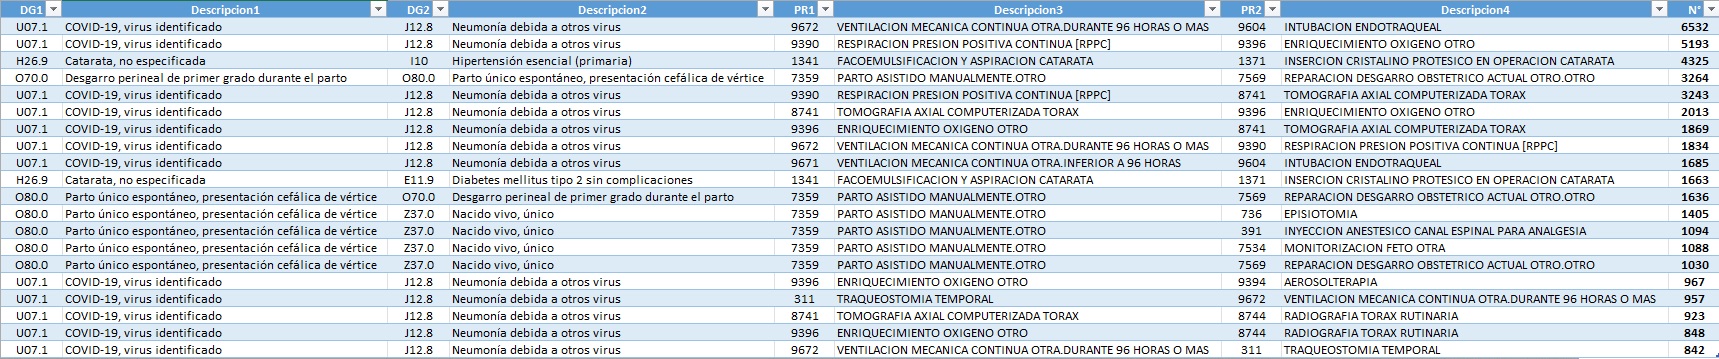 DG1 Descripcion1 DG2 Descripcion2 PR1 Descripcion3 PR2 Descripcion4 N°
U07.1 COVID-19, virus identificado J12.8 Neumonía debida a otros virus 9672 VENTILACION MECANICA CONTINUA OTRA.DURANTE 96 HORAS O MAS 9604 INTUBACION ENDOTRAQUEAL 6532
U07.1 COVID-19, virus identificado J12.8 Neumonía debida a otros virus 9390 RESPIRACION PRESION POSITIVA CONTINUA [RPPC] 9396 ENRIQUECIMIENTO OXIGENO OTRO 5193
H26.9 Catarata, no especificada I10 Hipertensión esencial (primaria) 1341 FACOEMULSIFICACION Y ASPIRACION CATARATA 1371 INSERCION CRISTALINO PROTESICO EN OPERACION CATARATA 4325
O70.0 Desgarro perineal de primer grado durante el parto O80.0 Parto único espontáneo, presentación cefálica de vértice 7359 PARTO ASISTIDO MANUALMENTE.OTRO 7569 REPARACION DESGARRO OBSTETRICO ACTUAL OTRO.OTRO 3264
U07.1 COVID-19, virus identificado J12.8 Neumonía debida a otros virus 9390 RESPIRACION PRESION POSITIVA CONTINUA [RPPC] 8741 TOMOGRAFIA AXIAL COMPUTERIZADA TORAX 3243
U07.1 COVID-19, virus identificado J12.8 Neumonía debida a otros virus 8741 TOMOGRAFIA AXIAL COMPUTERIZADA TORAX 9396 ENRIQUECIMIENTO OXIGENO OTRO 2013
U07.1 COVID-19, virus identificado J12.8 Neumonía debida a otros virus 9396 ENRIQUECIMIENTO OXIGENO OTRO 8741 TOMOGRAFIA AXIAL COMPUTERIZADA TORAX 1869
U07.1 COVID-19, virus identificado J12.8 Neumonía debida a otros virus 9672 VENTILACION MECANICA CONTINUA OTRA.DURANTE 96 HORAS O MAS 9390 RESPIRACION PRESION POSITIVA CONTINUA [RPPC] 1834
U07.1 COVID-19, virus identificado J12.8 Neumonía debida a otros virus 9671 VENTILACION MECANICA CONTINUA OTRA.INFERIOR A 96 HORAS 9604 INTUBACION ENDOTRAQUEAL 1685
H26.9 Catarata, no especificada E11.9 Diabetes mellitus tipo 2 sin complicaciones 1341 FACOEMULSIFICACION Y ASPIRACION CATARATA 1371 INSERCION CRISTALINO PROTESICO EN OPERACION CATARATA 1663
O80.0 Parto único espontáneo, presentación cefálica de vértice O70.0 Desgarro perineal de primer grado durante el parto 7359 PARTO ASISTIDO MANUALMENTE.OTRO 7569 REPARACION DESGARRO OBSTETRICO ACTUAL OTRO.OTRO 1636
O80.0 Parto único espontáneo, presentación cefálica de vértice Z37.0 Nacido vivo, único 7359 PARTO ASISTIDO MANUALMENTE.OTRO 736 EPISIOTOMIA 1405
O80.0 Parto único espontáneo, presentación cefálica de vértice Z37.0 Nacido vivo, único 7359 PARTO ASISTIDO MANUALMENTE.OTRO 391 INYECCION ANESTESICO CANAL ESPINAL PARA ANALGESIA 1094
O80.0 Parto único espontáneo, presentación cefálica de vértice Z37.0 Nacido vivo, único 7359 PARTO ASISTIDO MANUALMENTE.OTRO 7534 MONITORIZACION FETO OTRA 1088
O80.0 Parto único espontáneo, presentación cefálica de vértice Z37.0 Nacido vivo, único 7359 PARTO ASISTIDO MANUALMENTE.OTRO 7569 REPARACION DESGARRO OBSTETRICO ACTUAL OTRO.OTRO 1030
U07.1 COVID-19, virus identificado J12.8 Neumonía debida a otros virus 9396 ENRIQUECIMIENTO OXIGENO OTRO 9394 AEROSOLTERAPIA 967
U07.1 COVID-19, virus identificado J12.8 Neumonía debida a otros virus 311 TRAQUEOSTOMIA TEMPORAL 9672 VENTILACION MECANICA CONTINUA OTRA.DURANTE 96 HORAS O MAS 957
U07.1 COVID-19, virus identificado J12.8 Neumonía debida a otros virus 8741 TOMOGRAFIA AXIAL COMPUTERIZADA TORAX 8744 RADIOGRAFIA TORAX RUTINARIA 923
U07.1 COVID-19, virus identificado J12.8 Neumonía debida a otros virus 9396 ENRIQUECIMIENTO OXIGENO OTRO 8744 RADIOGRAFIA TORAX RUTINARIA 848
U07.1 COVID-19, virus identificado J12.8 Neumonía debida a otros virus 9672 VENTILACION MECANICA CONTINUA OTRA.DURANTE 96 HORAS O MAS 311 TRAQUEOSTOMIA TEMPORAL 842